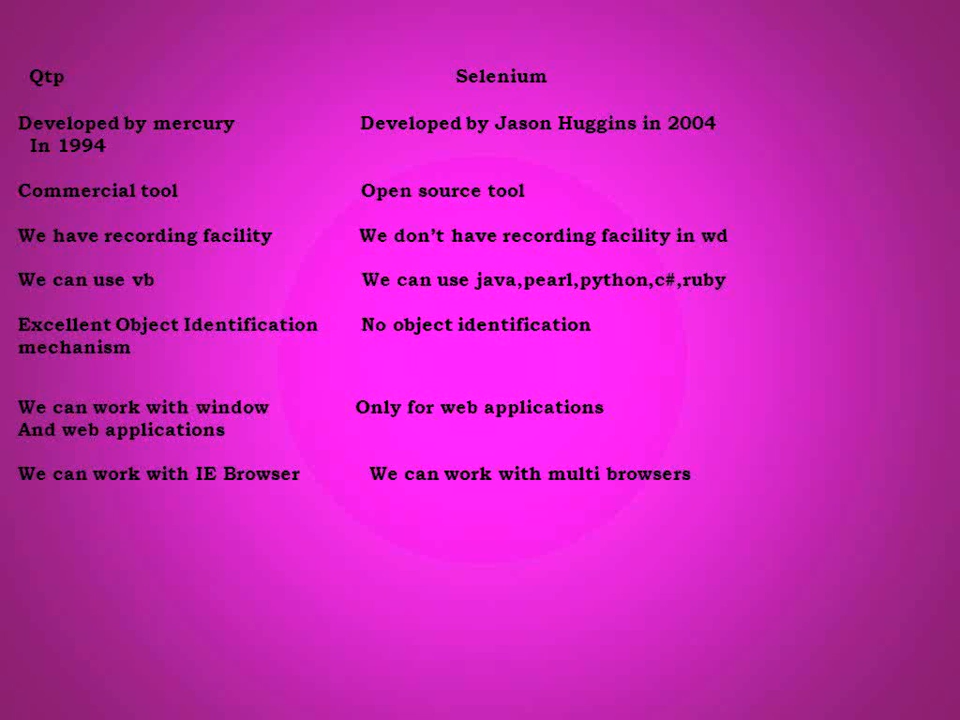 Qtp Selenium
Developed by mercury Developed by Jason Huggins in 2004
In 1994
Commercial tool Open source tool
We have recording facility We don’t have recording facility in wd
We can use vb We can use java,pearl,python,c#,ruby
Excellent Object Identification No object identification
mechanism
We can work with window Only for web applications
And web applications
We can work with IE Browser We can work with multi browsers